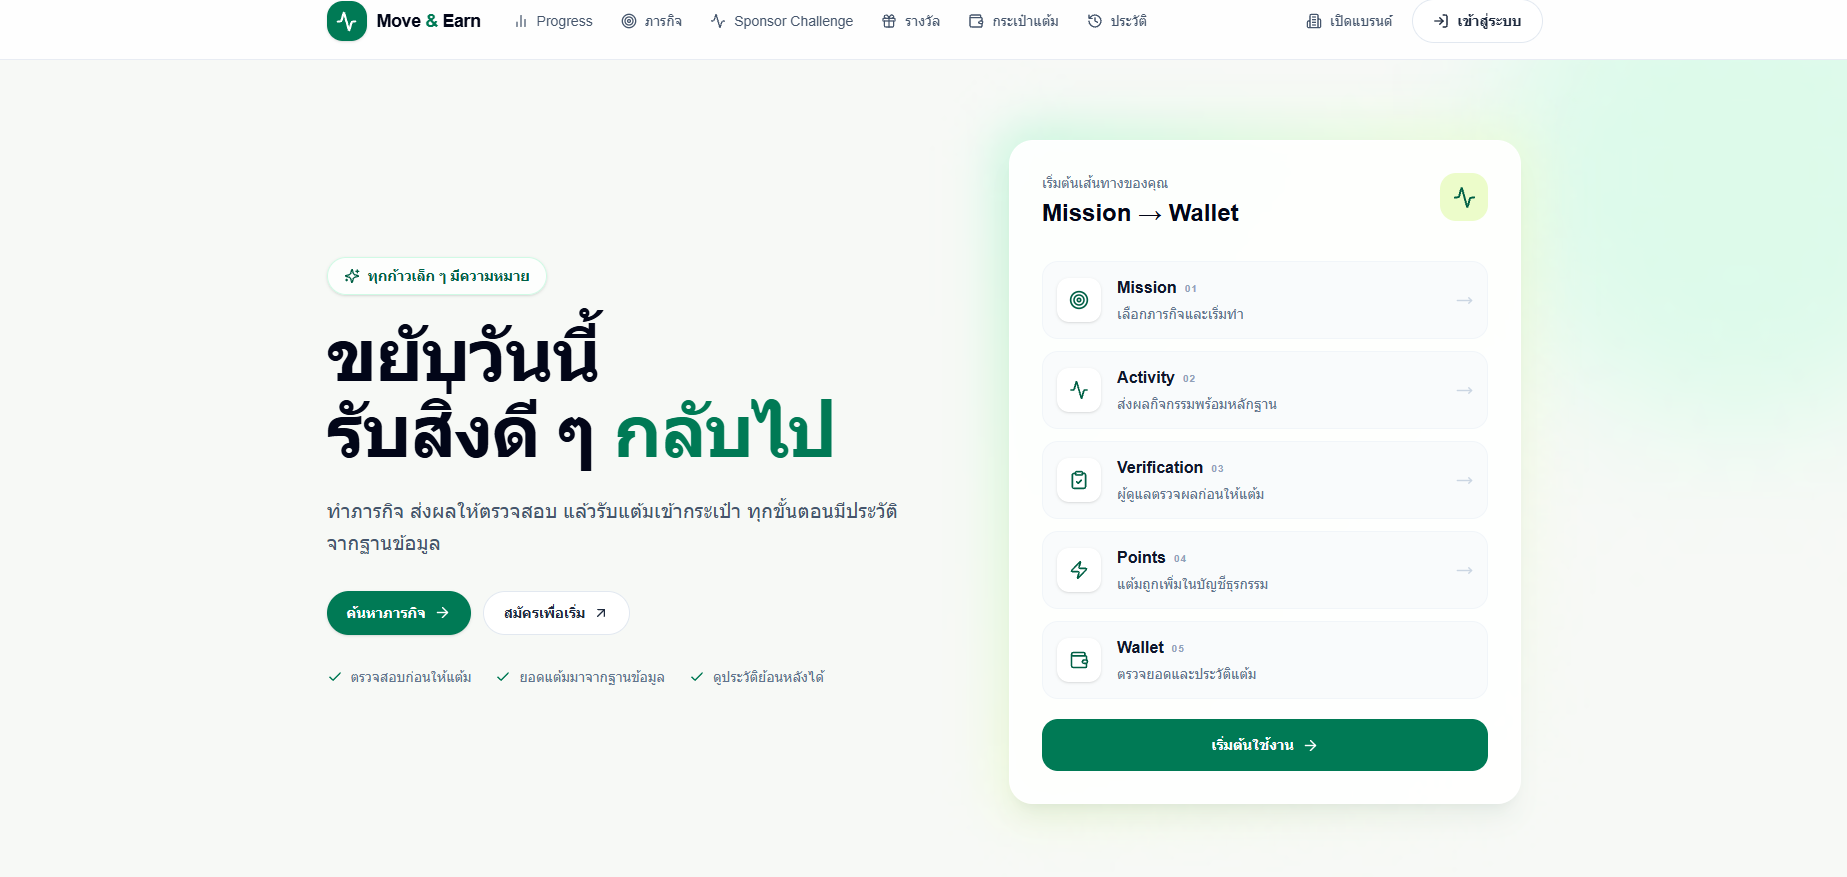 Move & Earn
Progress
ภารกิจ
Sponsor Challenge
รางวัล
กระเป๋าแต้ม
ประวัติ
เปิดแบรนด์
เข้าสู่ระบบ
ทุกก้าวเล็ก ๆ มีความหมาย
ขยับวันนี้
รับสิ่งดี ๆ กลับไป
ทำภารกิจ ส่งผลให้ตรวจสอบ แล้วรับแต้มเข้ากระเป๋า ทุกขั้นตอนมีประวัติ
จากฐานข้อมูล
ค้นหาภารกิจ →
สมัครเพื่อเริ่ม
ตรวจสอบก่อนให้แต้ม
ยอดแต้มมาจากฐานข้อมูล
ดูประวัติย้อนหลังได้
เริ่มต้นเส้นทางของคุณ
Mission → Wallet
Mission 01
เลือกภารกิจและเริ่มทำ
Activity 02
ส่งผลกิจกรรมพร้อมหลักฐาน
Verification 03
ผู้ดูแลตรวจผลก่อนให้แต้ม
Points 04
แต้มถูกเพิ่มในบัญชีธุรกรรม
Wallet 05
ตรวจยอดและประวัติแต้ม
เริ่มต้นใช้งาน →